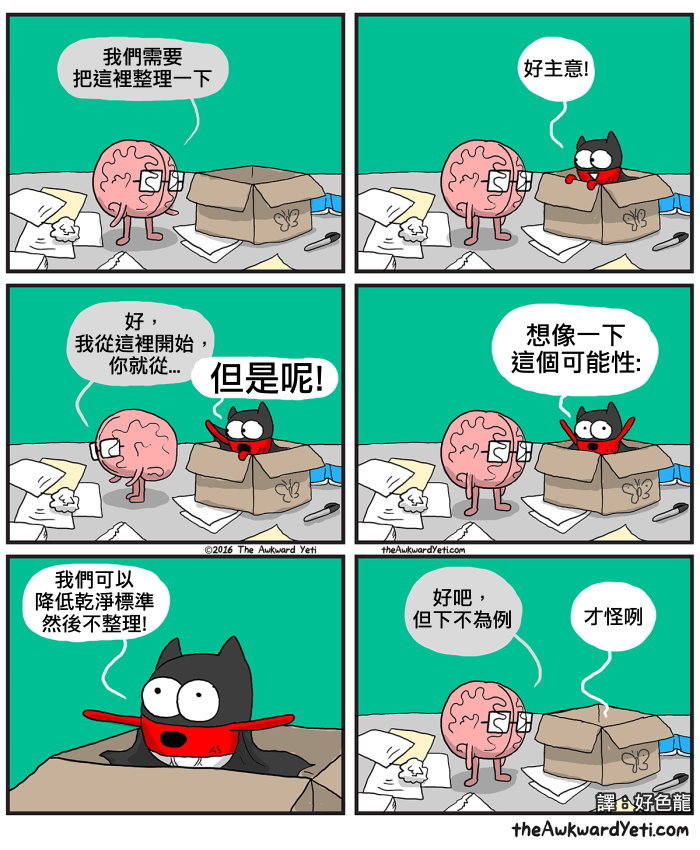 我們需要
把這裡整理一下
好主意!
好，
我從這裡開始，
你就從...
但是呢!
想像一下
這個可能性:
©2016 The Awkward Yeti
theAwkwardYeti.com
我們可以
降低乾淨標準
然後不整理!
好吧，
但下不為例
才怪咧
譯：好色龍
theAwkwardYeti.com